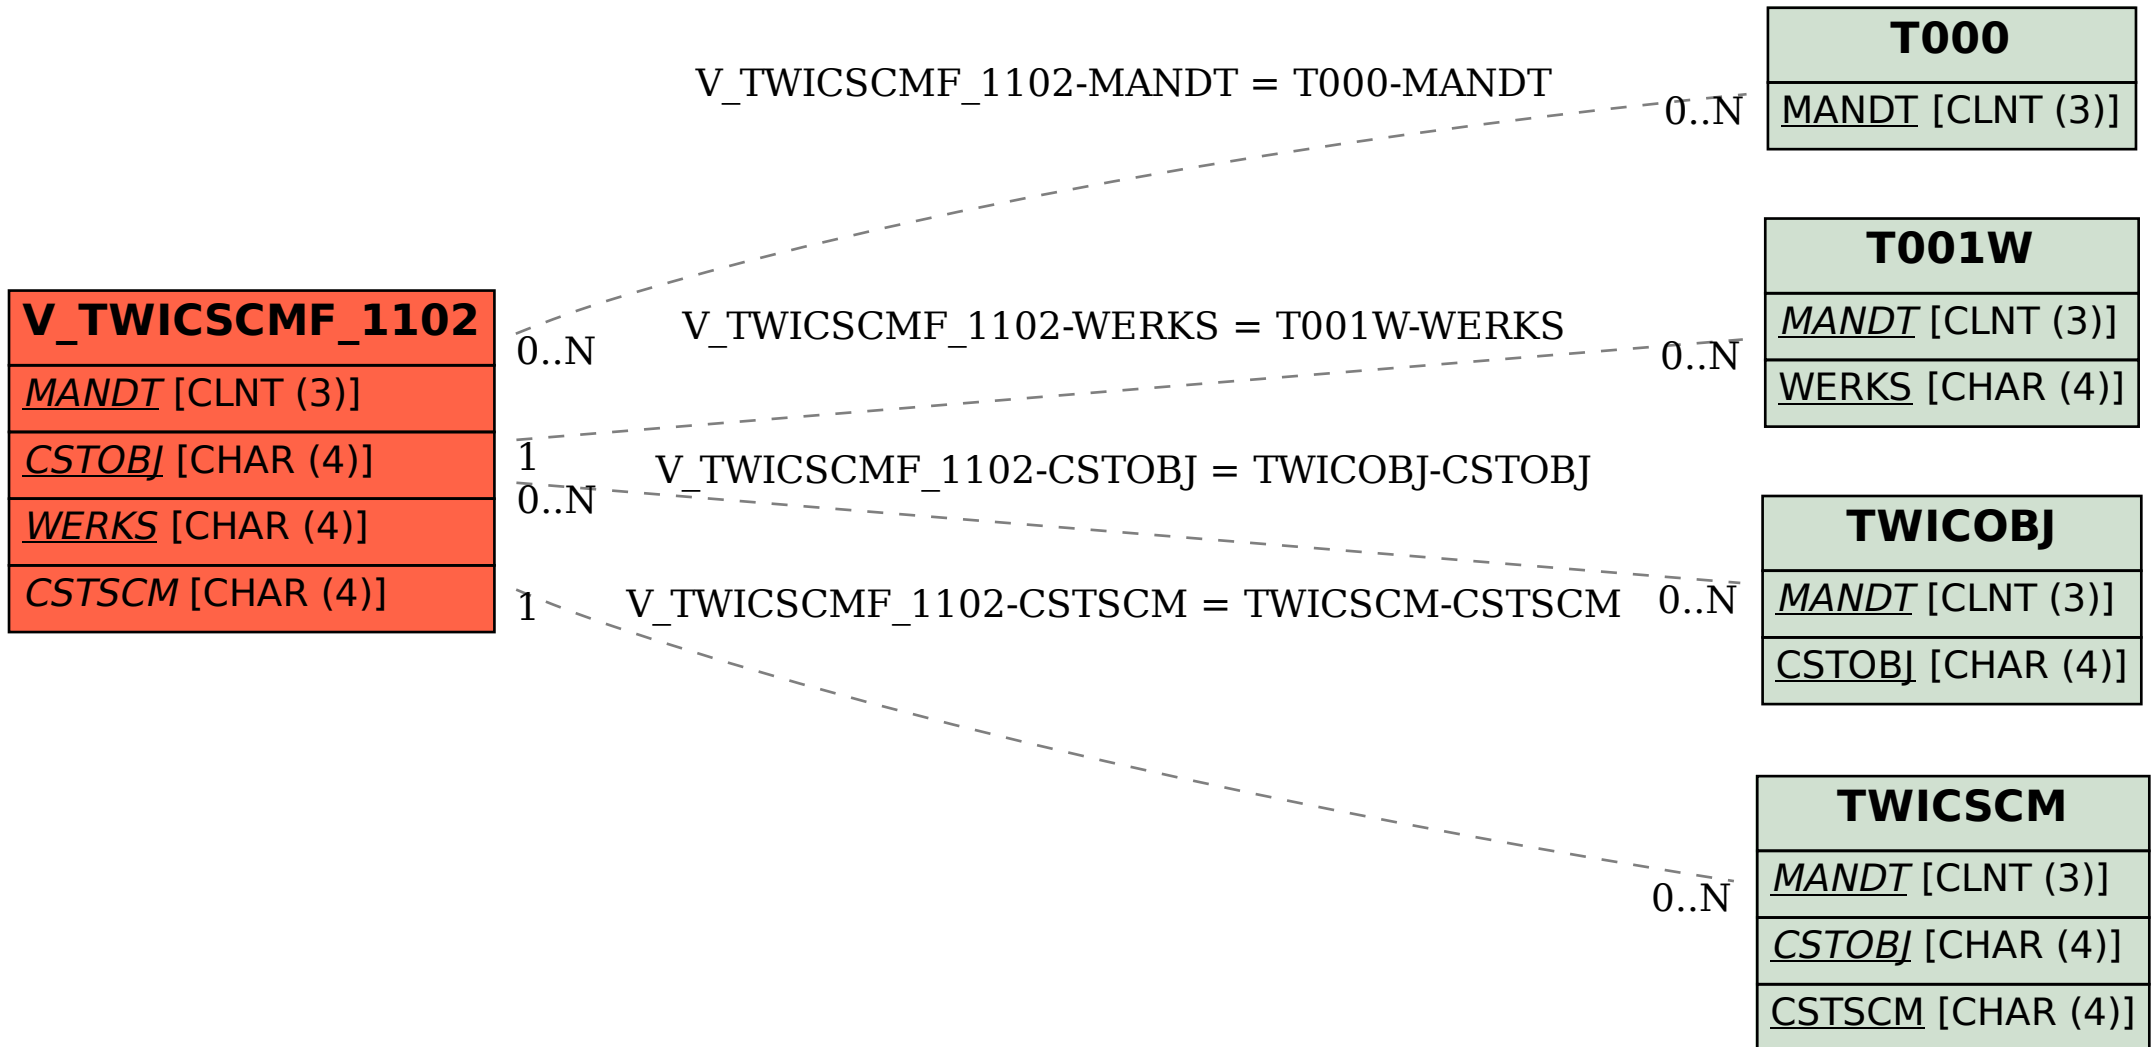 V_TWICSCMF_1102
MANDT [CLNT (3)]
CSTOBJ [CHAR (4)]
WERKS [CHAR (4)]
CSTSCM [CHAR (4)]
V_TWICSCMF_1102-MANDT = T000-MANDT
0..N
0..N
V_TWICSCMF_1102-WERKS = T001W-WERKS
1
0..N
V_TWICSCMF_1102-CSTOBJ = TWICOBJ-CSTOBJ
0..N
0..N
V_TWICSCMF_1102-CSTSCM = TWICSCM-CSTSCM
1
0..N
T000
MANDT [CLNT (3)]
T001W
MANDT [CLNT (3)]
WERKS [CHAR (4)]
TWICOBJ
MANDT [CLNT (3)]
CSTOBJ [CHAR (4)]
TWICSCM
MANDT [CLNT (3)]
CSTOBJ [CHAR (4)]
CSTSCM [CHAR (4)]